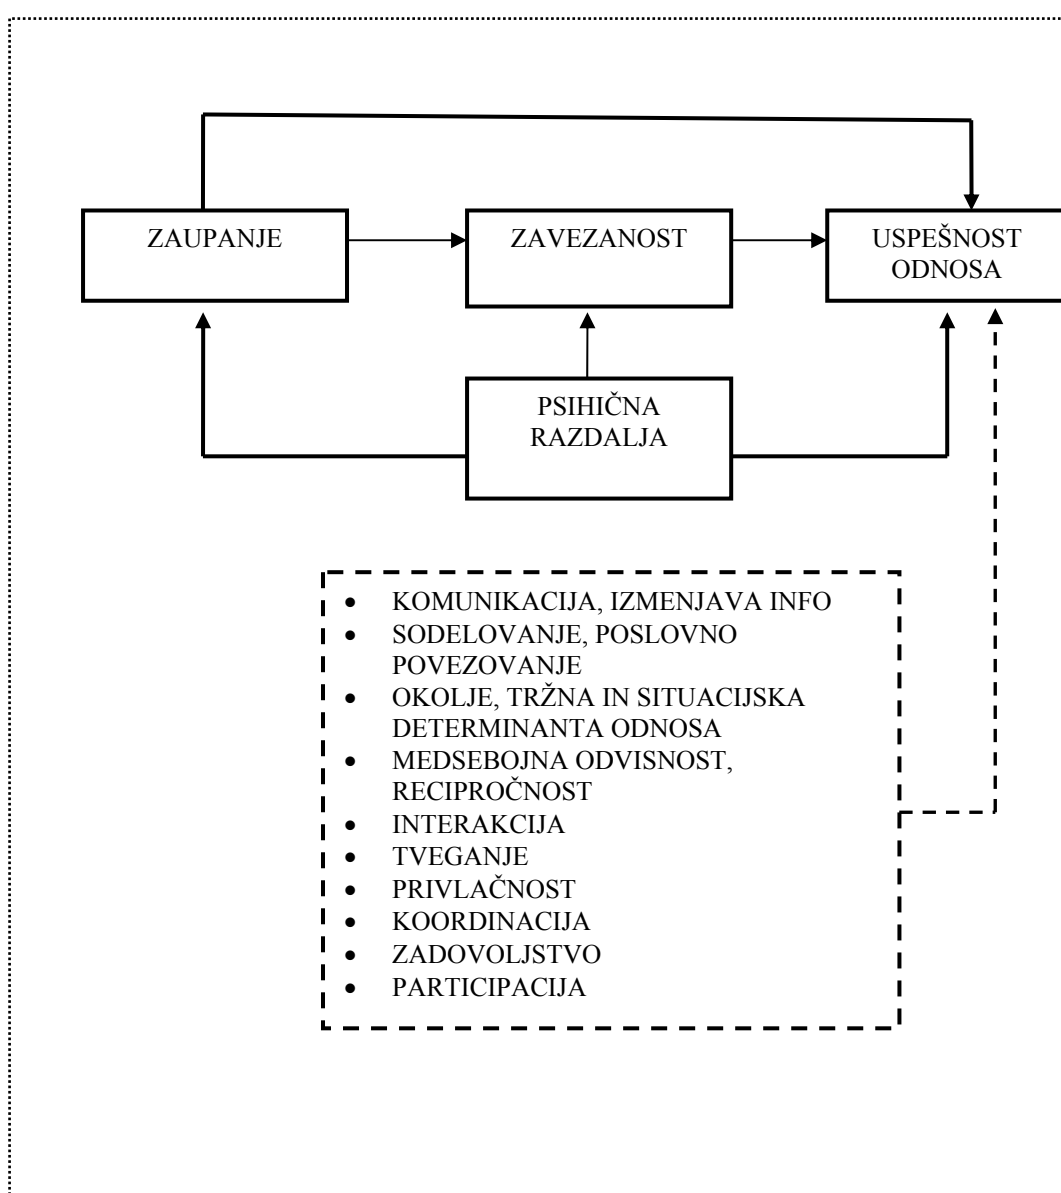 ZAUPANJE
ZAVEZANOST
USPEŠNOST
ODNOSA
PSIHIČNA
RAZDALJA
• KOMUNIKACIJA, IZMENJAVA INFO
• SODELOVANJE, POSLOVNO
POVEZOVANJE
• OKOLJE, TRŽNA IN SITUACIJSKA
DETERMINANTA ODNOSA
• MEDSEBOJNA ODVISNOST,
RECIPROČNOST
• INTERAKCIJA
• TVEGANJE
• PRIVLAČNOST
• KOORDINACIJA
• ZADOVOLJSTVO
• PARTICIPACIJA